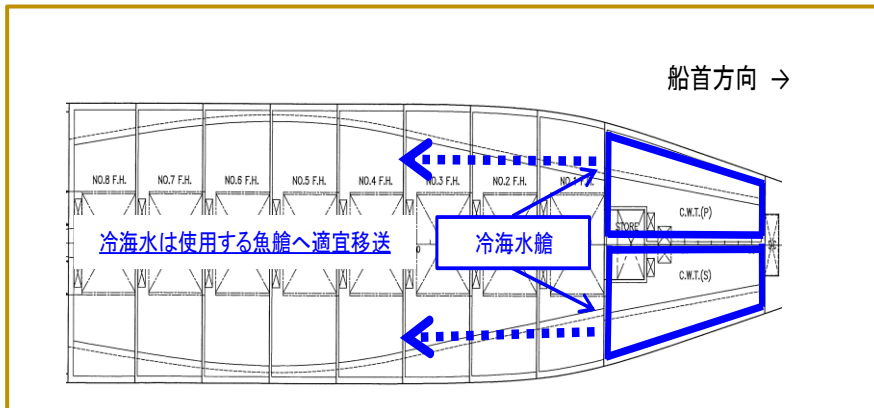 船首方向 →
NO.8 F.H.
NO.7 F.H.
NO.6 F.H.
NO.5 F.H.
NO.4 F.H.
NO.3 F.H.
NO.2 F.H.
C.W.T.(P)
STORE
冷海水は使用する魚艙へ適宜移送
冷海水艙
C.W.T.(S)